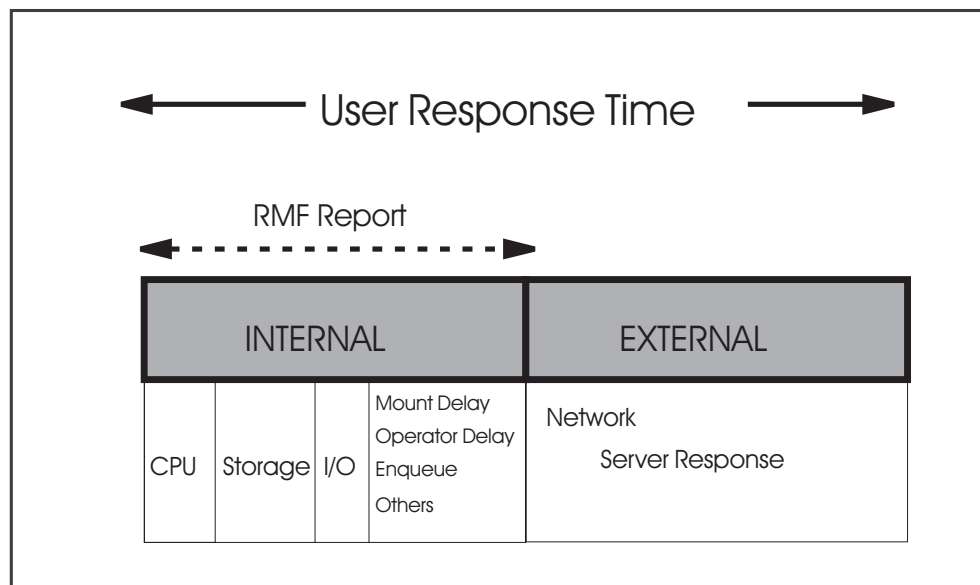 User Response Time
RMF Report
INTERNAL
EXTERNAL
CPU
Storage
I/O
Mount Delay
Operator Delay
Enqueue
Others
Network
Server Response